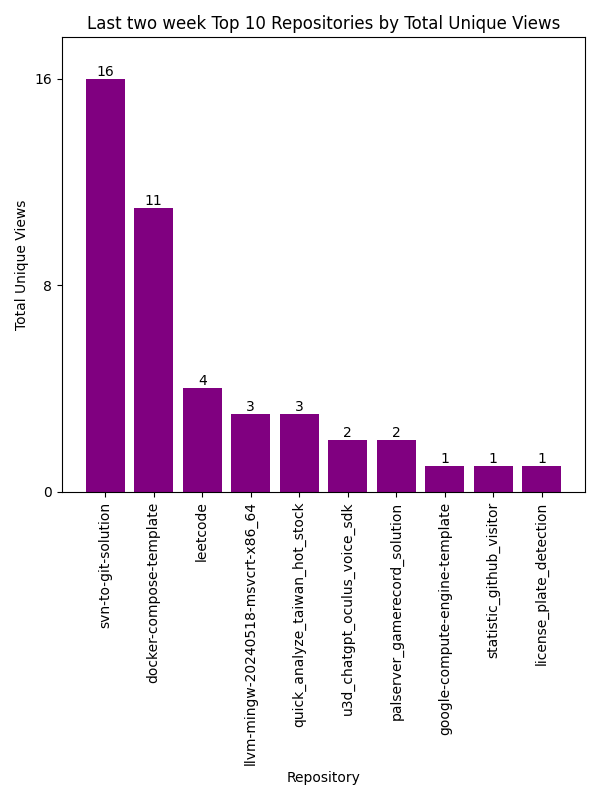 Last two week Top 10 Repositories by Total Unique Views
Total Unique Views
16
8
0
16
11
4
3
3
2
2
1
1
1
svn-to-git-solution
docker-compose-template
leetcode
llvm-mingw-20240518-msvcrt-x86_64
quick_analyze_taiwan_hot_stock
u3d_chatgpt_oculus_voice_sdk
palserver_gamerecord_solution
google-compute-engine-template
statistic_github_visitor
license_plate_detection
Repository